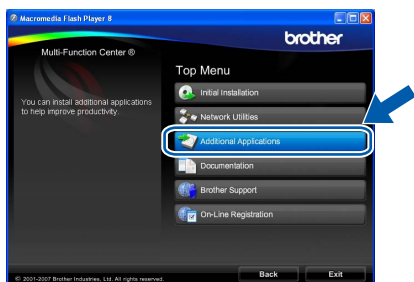 Macromedia Flash Player 8
brother
Multi-Function Center ®
Top Menu
Initial Installation
You can install additional applications
to help improve productivity.
Network Utilities
Additional Applications
Documentation
Brother Support
On-Line Registration
© 2001-2007 Brother Industries, Ltd. All rights reserved.
Back
Exit